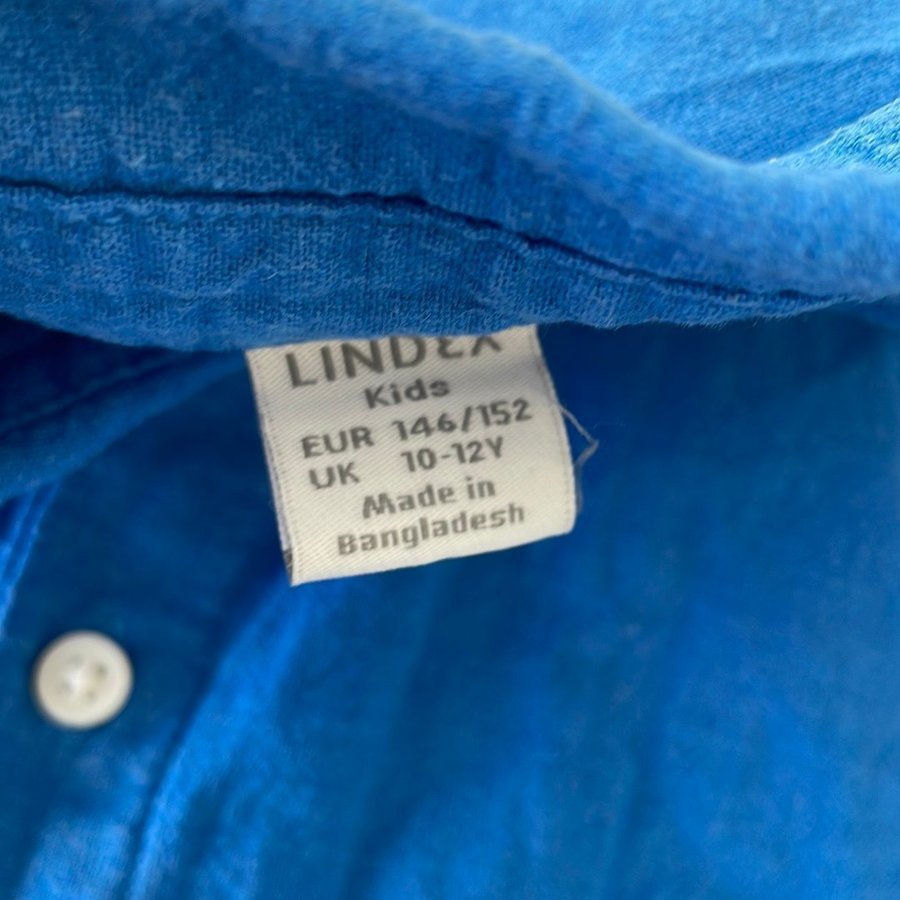 LINDEX
Kids
EUR 146/152
UK 10-12Y
Made in
Bangladesh